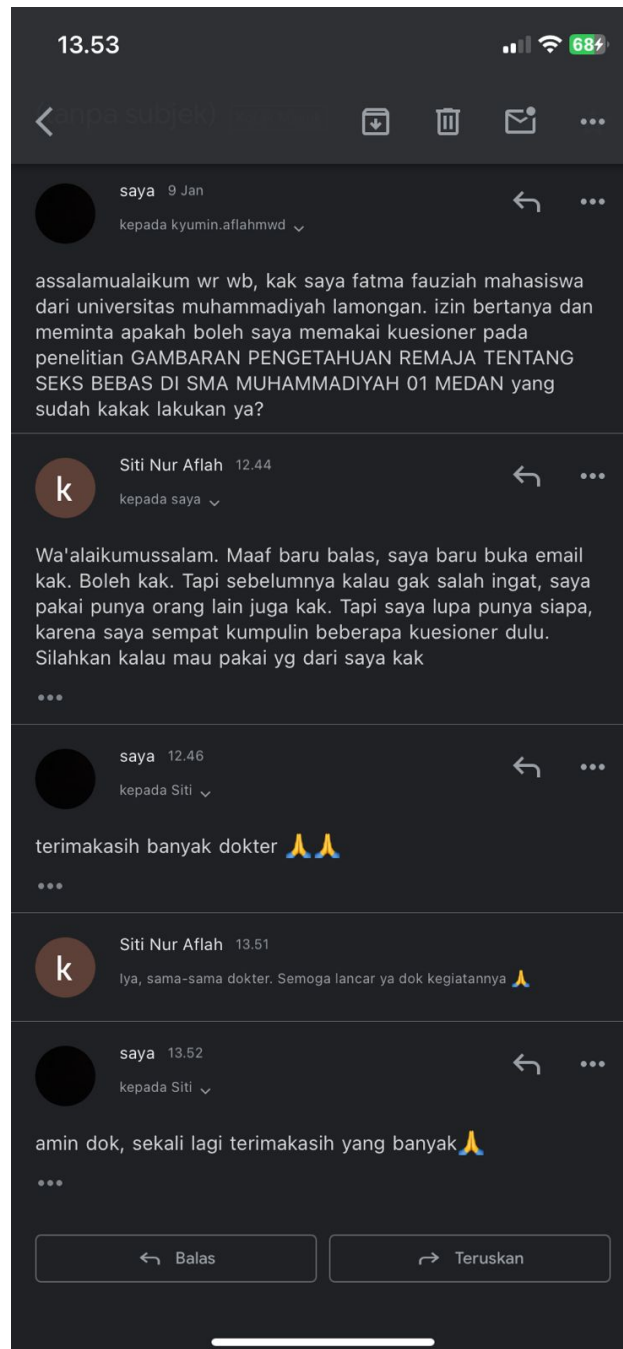 13.53
68
(tanpa subjek)
saya 9 Jan
kepada kyumin.aflahmwd
assalamualaikum wr wb, kak saya fatma fauziah mahasiswa
dari universitas muhammadiyah lamongan. izin bertanya dan
meminta apakah boleh saya memakai kuesioner pada
penelitian GAMBARAN PENGETAHUAN REMAJA TENTANG
SEKS BEBAS DI SMA MUHAMMADIYAH 01 MEDAN yang
sudah kakak lakukan ya?
k
Siti Nur Aflah 12.44
kepada saya
Wa'alaikumussalam. Maaf baru balas, saya baru buka email
kak. Boleh kak. Tapi sebelumnya kalau gak salah ingat, saya
pakai punya orang lain juga kak. Tapi saya lupa punya siapa,
karena saya sempat kumpulin beberapa kuesioner dulu.
Silahkan kalau mau pakai yg dari saya kak
saya 12.46
kepada Siti
terimakasih banyak dokter 🙏🙏
k
Siti Nur Aflah 13.51
Iya, sama-sama dokter. Semoga lancar ya dok kegiatannya 🙏
saya 13.52
kepada Siti
amin dok, sekali lagi terimakasih yang banyak🙏
Balas
Teruskan